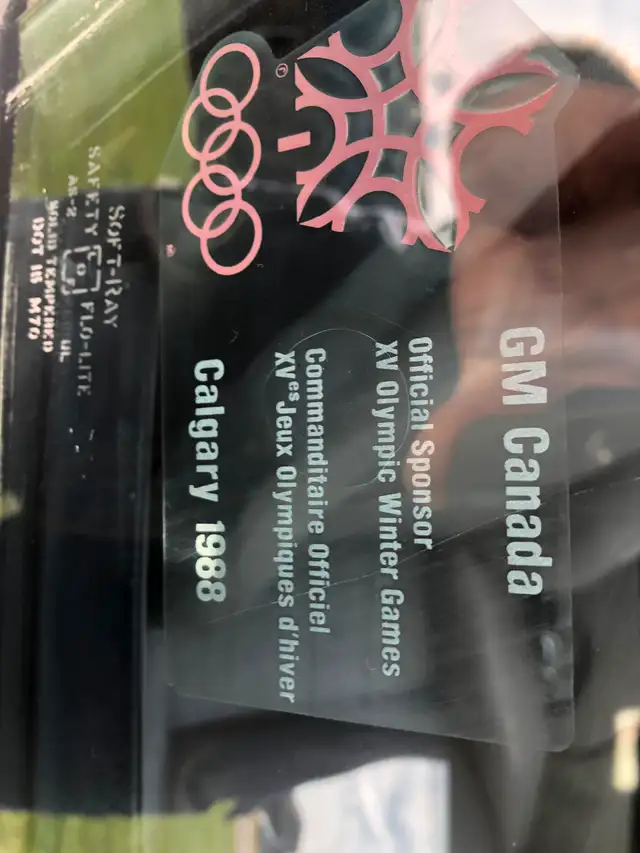 GM Canada
Official Sponsor
XV Olympic Winter Games
Commanditaire Officiel
XVes Jeux Olympiques d'hiver
Calgary 1988
SOFT-RAY
SAFETY FLO-LITE
AS-2
SOLID TEMPERED
DOT 18 M70